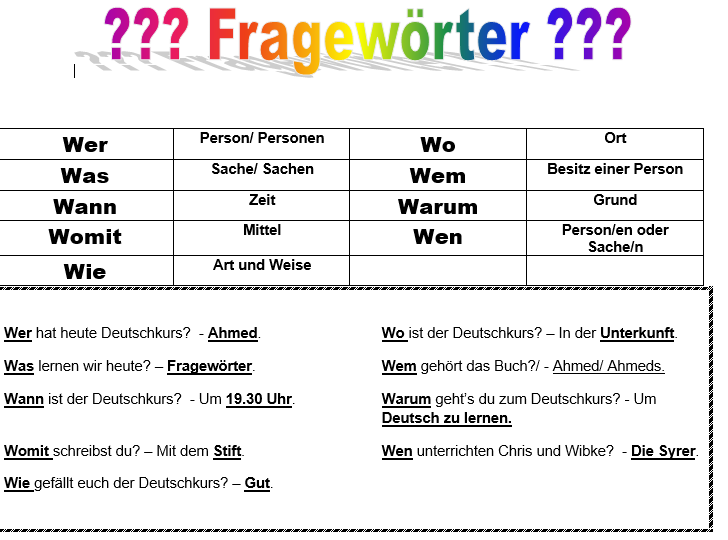 ??? Fragewörter ???
Wer Person/ Personen Wo Ort
Was Sache/ Sachen Wem Besitz einer Person
Wann Zeit Warum Grund
Womit Mittel Wen Person/en oder
Sache/n
Wie Art und Weise
Wer hat heute Deutschkurs? - Ahmed. Wo ist der Deutschkurs? – In der Unterkunft.
Was lernen wir heute? – Fragewörter. Wem gehört das Buch?/ - Ahmed/ Ahmeds.
Wann ist der Deutschkurs? - Um 19.30 Uhr. Warum geht's du zum Deutschkurs? - Um
Deutsch zu lernen.
Womit schreibst du? – Mit dem Stift. Wen unterrichten Chris und Wibke? - Die Syrer.
Wie gefällt euch der Deutschkurs? – Gut.